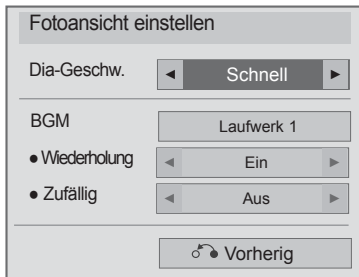 Fotoansicht einstellen
Dia-Geschw. ◄ Schnell ►
BGM Laufwerk 1
● Wiederholung ◄ Ein ►
● Zufällig ◄ Aus ►
Vorherig